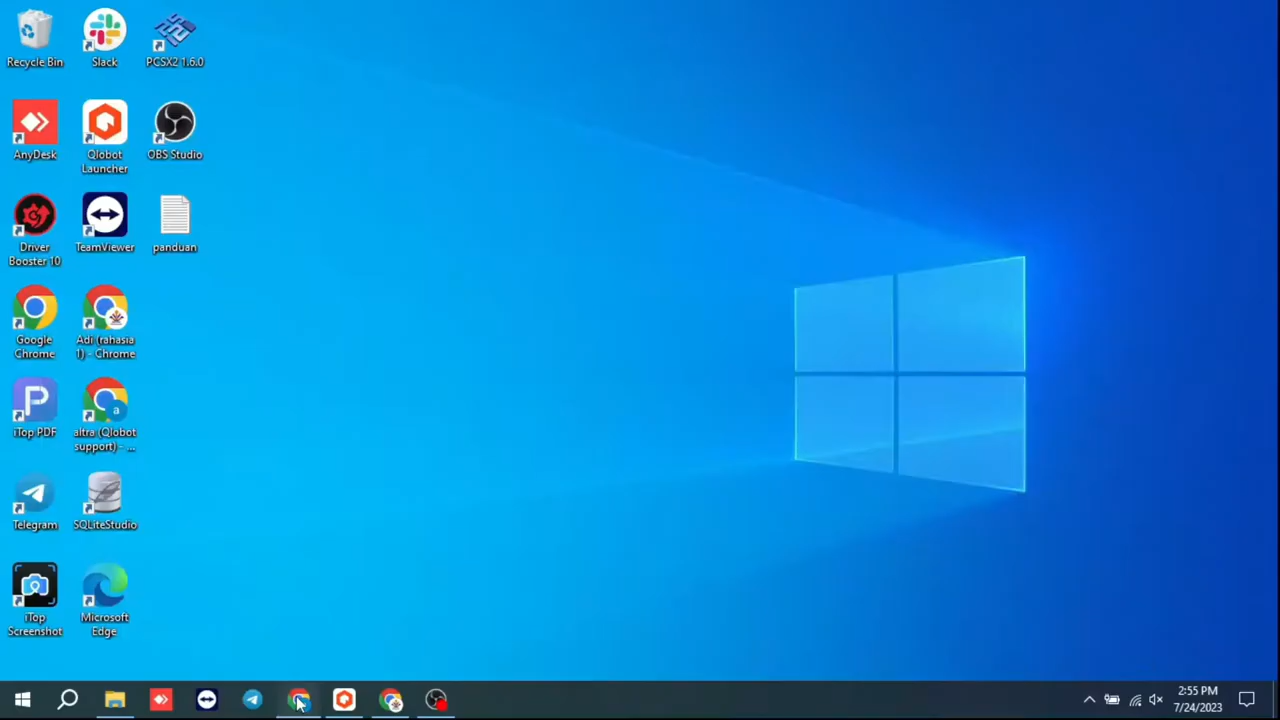 Recycle Bin
Slack
PCSX2 1.6.0
AnyDesk
Qlobot
Launcher
OBS Studio
Driver
Booster 10
TeamViewer
panduan
Google
Chrome
Adi (rahasia
1) - Chrome
iTop PDF
a
altra (Qlobot
support) - ...
Telegram
SQLiteStudio
iTop
Screenshot
Microsoft
Edge
2:55 PM
7/24/2023